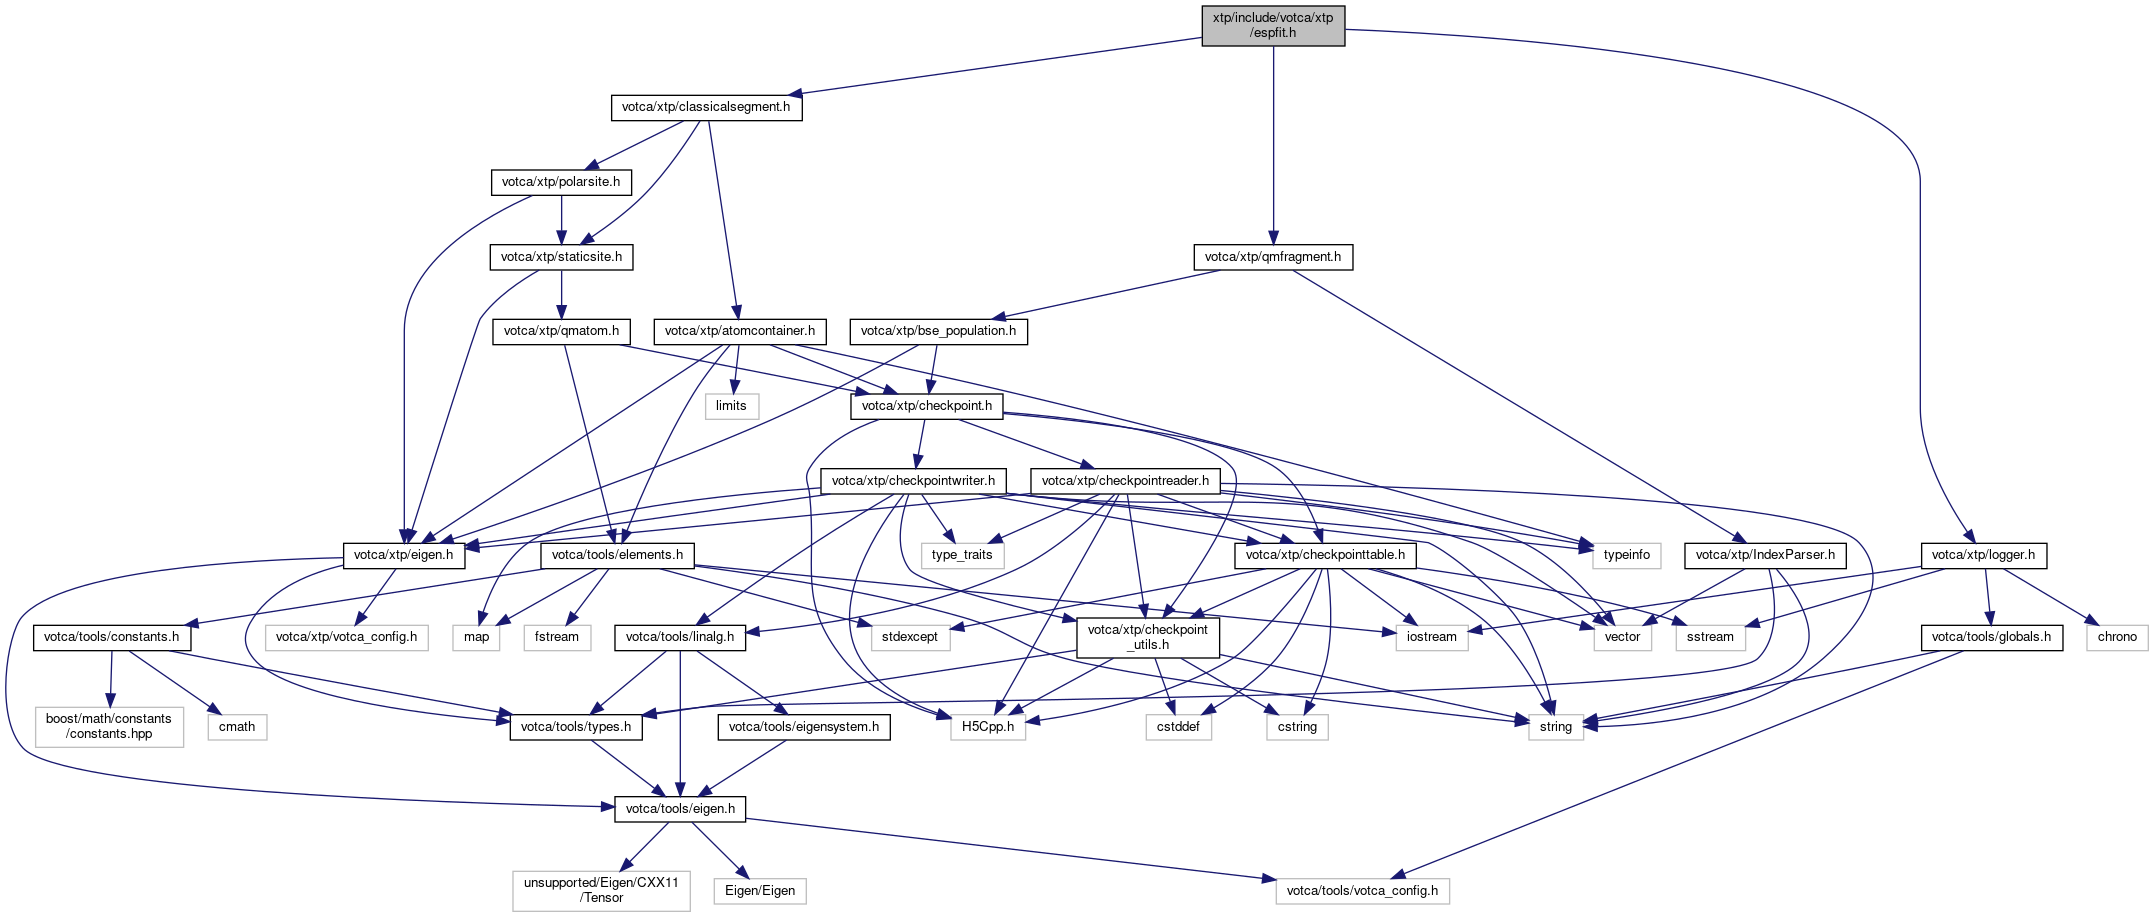 xtp/include/votca/xtp
/espfit.h
votca/xtp/classicalsegment.h
votca/xtp/polarsite.h
votca/xtp/staticsite.h
votca/xtp/qmfragment.h
votca/xtp/qmatom.h
votca/xtp/atomcontainer.h
votca/xtp/bse_population.h
limits
votca/xtp/checkpoint.h
votca/xtp/checkpointwriter.h
votca/xtp/checkpointreader.h
votca/xtp/eigen.h
votca/tools/elements.h
type_traits
votca/xtp/checkpointtable.h
typeinfo
votca/xtp/IndexParser.h
votca/xtp/logger.h
votca/tools/constants.h
votca/xtp/votca_config.h
map
fstream
votca/tools/linalg.h
stdexcept
votca/xtp/checkpoint
_utils.h
iostream
vector
sstream
votca/tools/globals.h
chrono
boost/math/constants
/constants.hpp
cmath
votca/tools/types.h
votca/tools/eigensystem.h
H5Cpp.h
cstddef
cstring
string
votca/tools/eigen.h
unsupported/Eigen/CXX11
/Tensor
Eigen/Eigen
votca/tools/votca_config.h